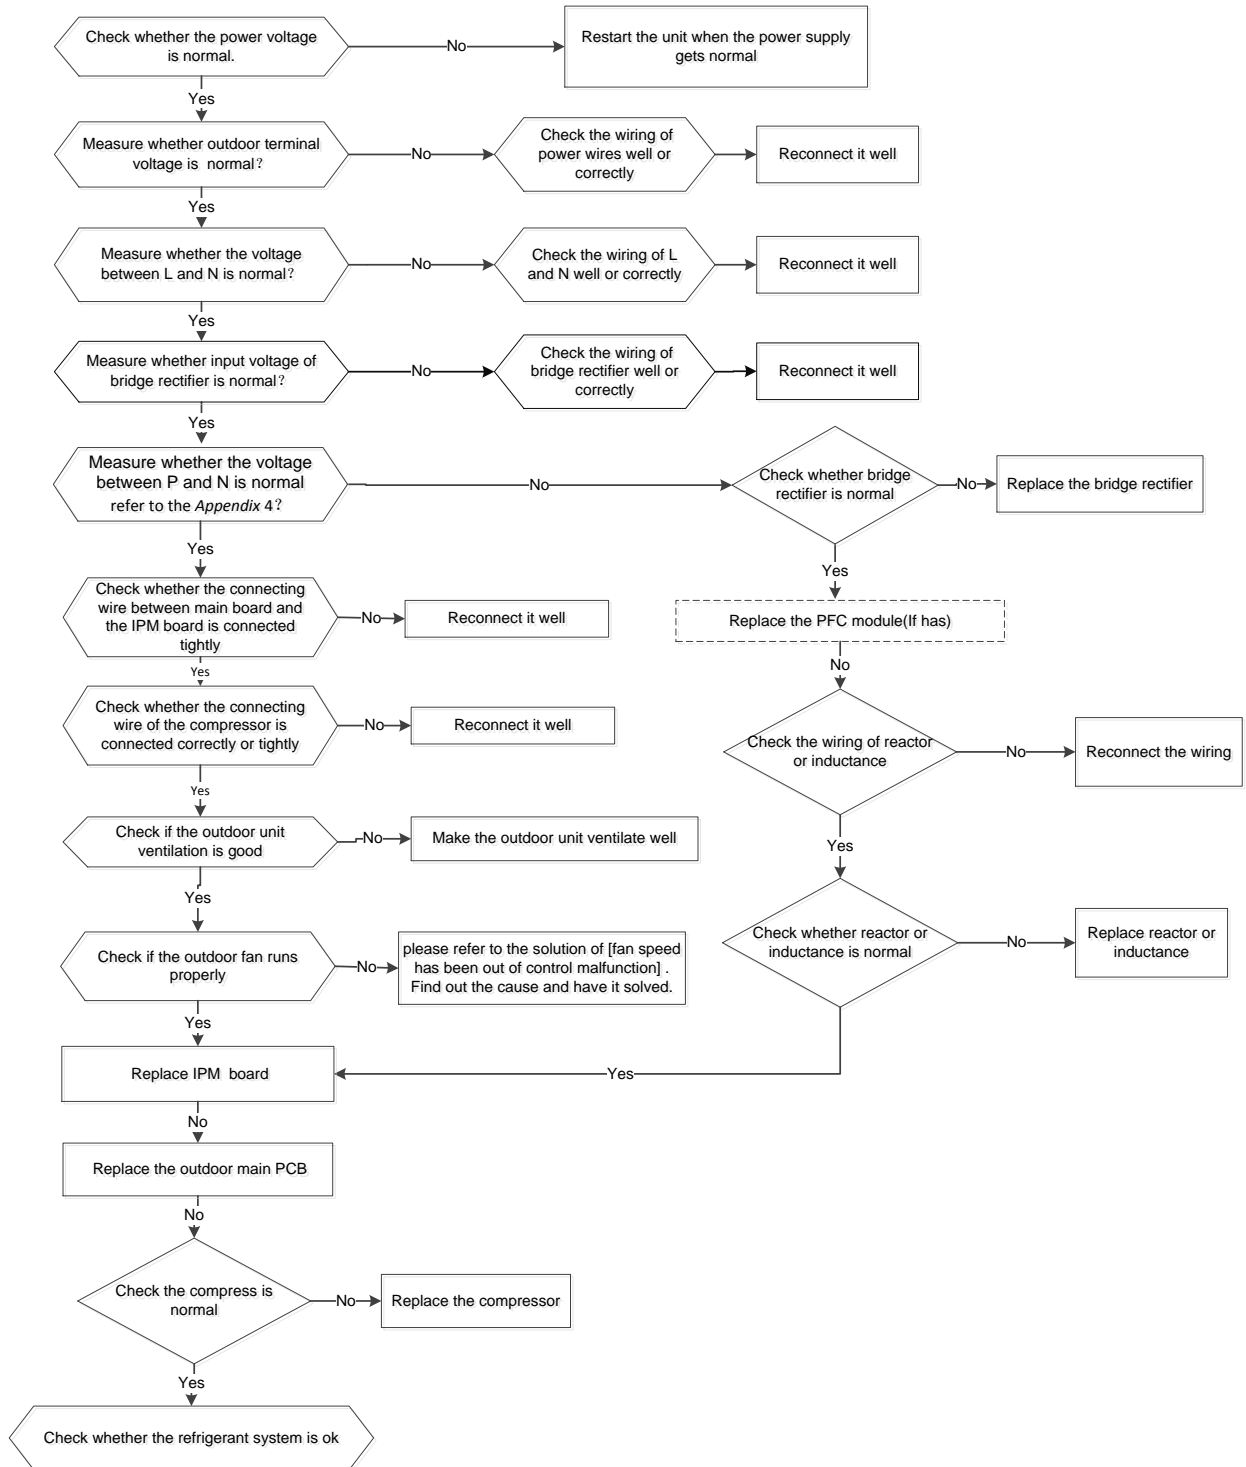 Check whether the power voltage
is normal.
No
Restart the unit when the power supply
gets normal
Yes
Measure whether outdoor terminal
voltage is normal?
No
Check the wiring of
power wires well or
correctly
Reconnect it well
Yes
Measure whether the voltage
between L and N is normal?
No
Check the wiring of L
and N well or correctly
Reconnect it well
Yes
Measure whether input voltage of
bridge rectifier is normal?
No
Check the wiring of
bridge rectifier well or
correctly
Reconnect it well
Yes
Measure whether the voltage
between P and N is normal
refer to the Appendix 4?
No
Check whether bridge
rectifier is normal
No
Replace the bridge rectifier
Yes
Yes
Check whether the connecting
wire between main board and
the IPM board is connected
tightly
No
Reconnect it well
Replace the PFC module(If has)
No
Yes
Check whether the connecting
wire of the compressor is
connected correctly or tightly
No
Reconnect it well
Check the wiring of reactor
or inductance
No
Reconnect the wiring
Yes
Check if the outdoor unit
ventilation is good
No
Make the outdoor unit ventilate well
Yes
Yes
Check if the outdoor fan runs
properly
No
please refer to the solution of [fan speed
has been out of control malfunction] .
Find out the cause and have it solved.
Check whether reactor or
inductance is normal
No
Replace reactor or
inductance
Yes
Replace IPM board
Yes
No
Replace the outdoor main PCB
No
Check the compress is
normal
No
Replace the compressor
Yes
Check whether the refrigerant system is ok